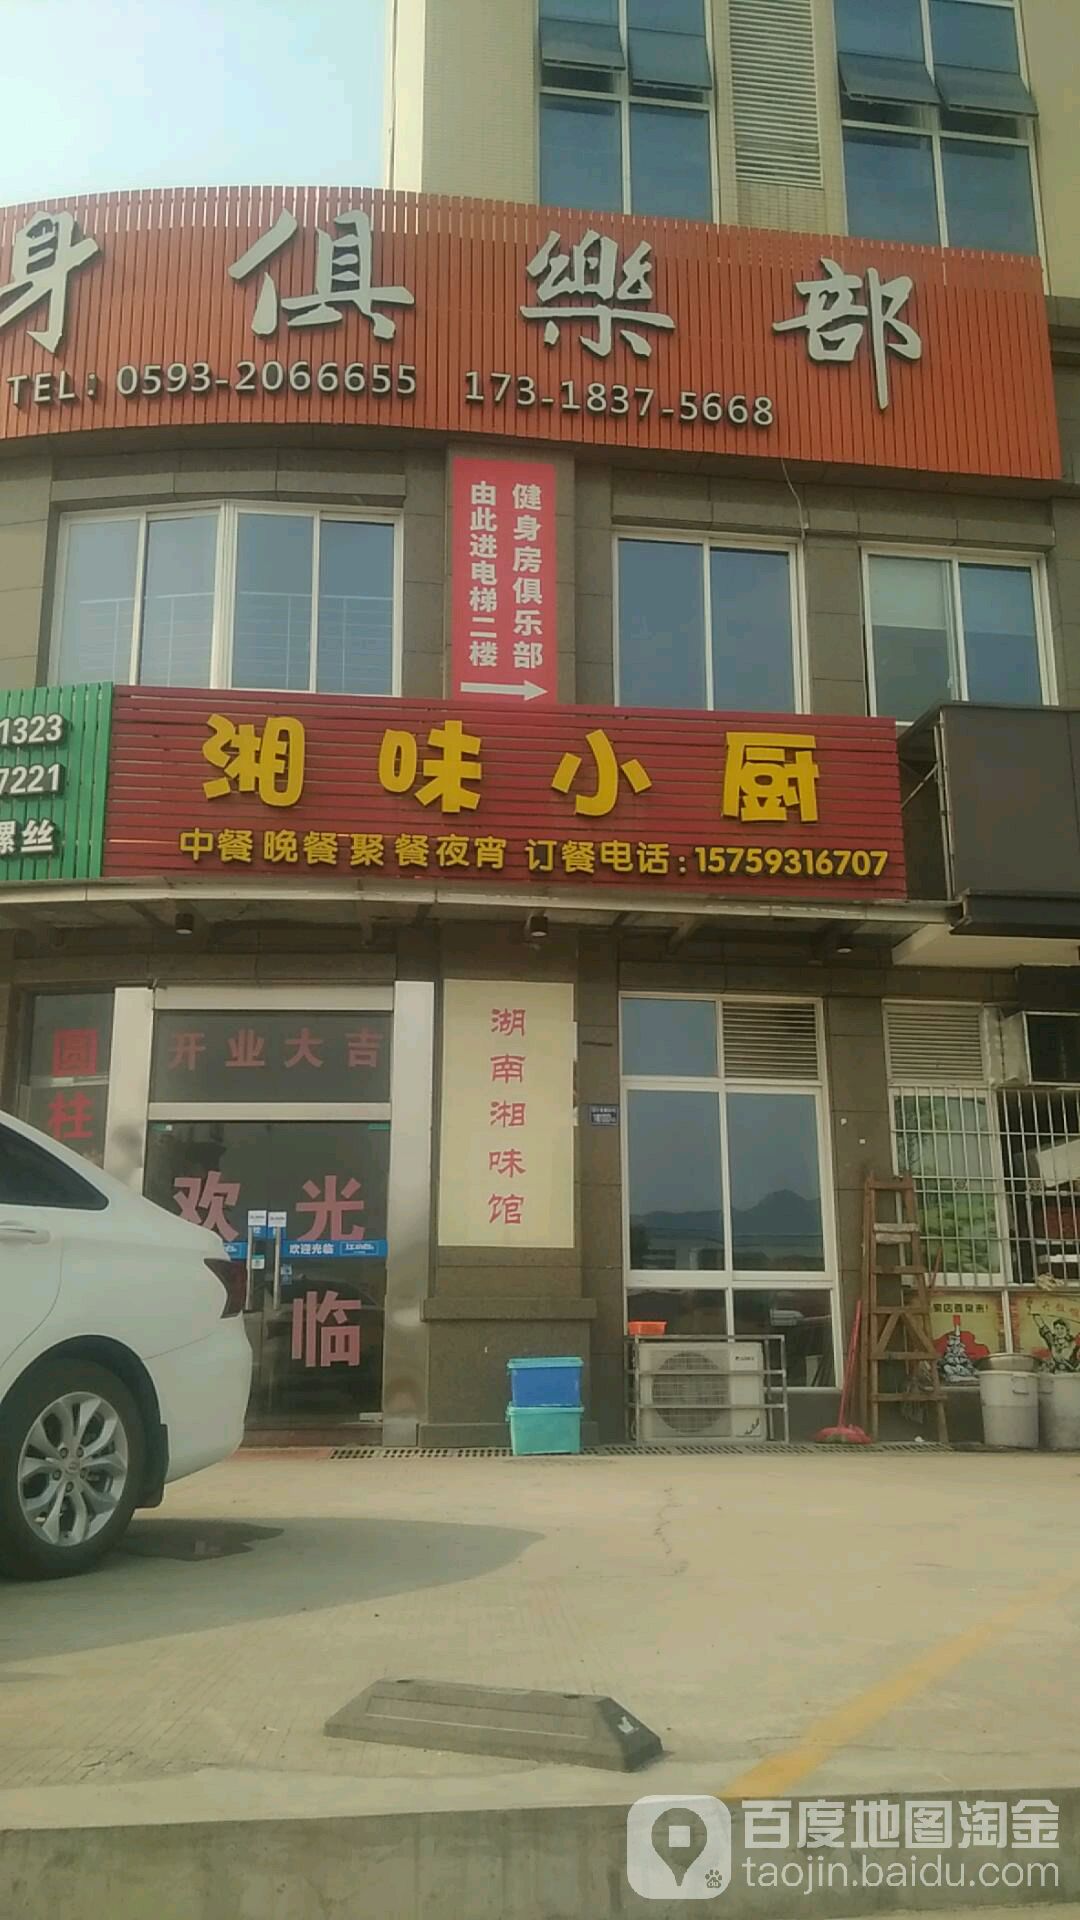 身俱樂部
TEL: 0593-2066655 173-1837-5668
健身房俱乐部
由此进电梯二楼
1323
7221
螺丝
湘味小厨
中餐 晚餐 聚餐夜宵 订餐电话:15759316707
圆柱
开业大吉
欢光
临
欢迎光临
湖南湘味馆
百度地图淘金
taojin.baidu.com